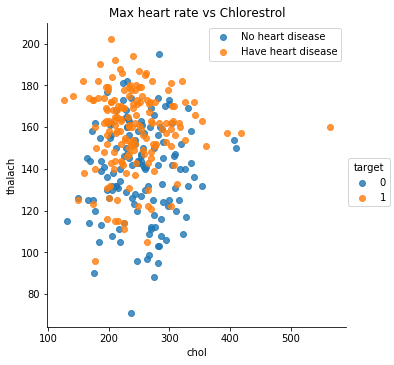 Max heart rate vs Chlorestrol
No heart disease
Have heart disease
200
180
160
140
120
100
80
thalach
target
0
1
100
200
300
400
500
chol